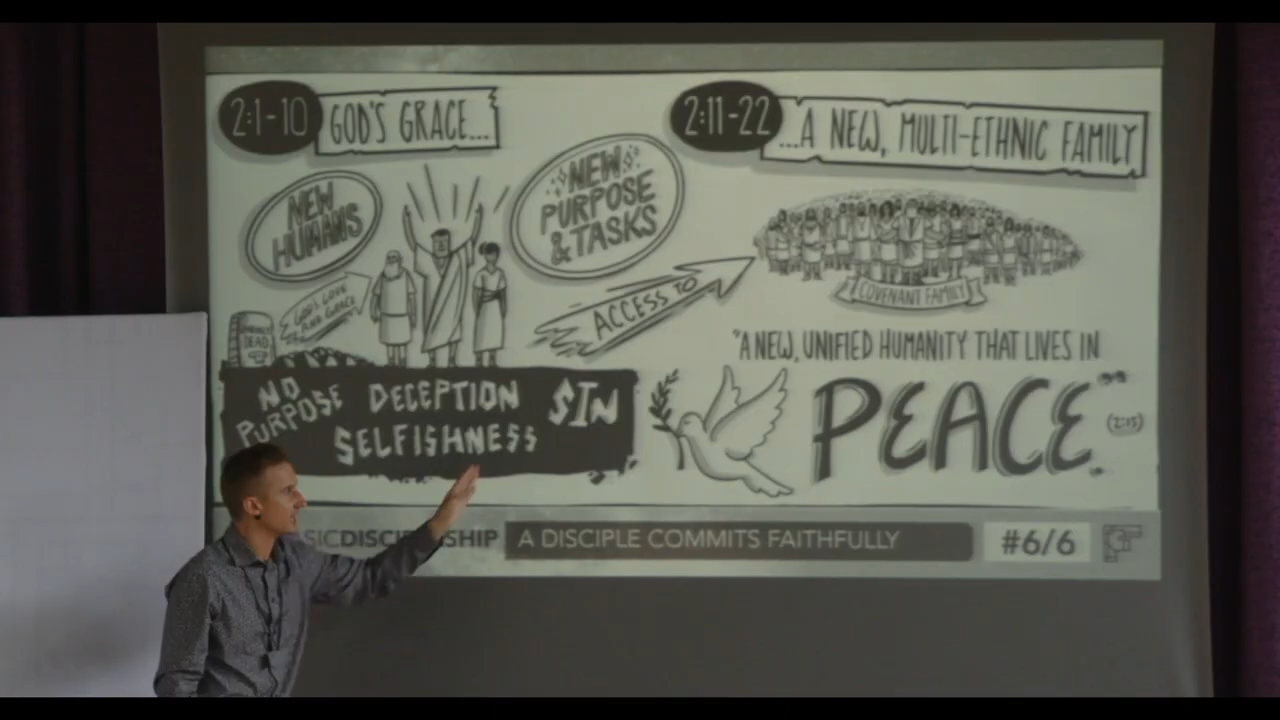 2:1-10
GOD'S GRACE...
2:11-22
...A NEW, MULTI-ETHNIC FAMILY
NEW
HUMANS
NEW
PURPOSE
& TASKS
GOD'S LOVE
AND GRACE
ACCESS TO
COVENANT FAMILY
DEAD
NO
PURPOSE
DECEPTION
SELFISHNESS
SIN
"A NEW, UNIFIED HUMANITY THAT LIVES IN
PEACE."
(2:15)
SICDISCIPLESHIP
A DISCIPLE COMMITS FAITHFULLY
#6/6